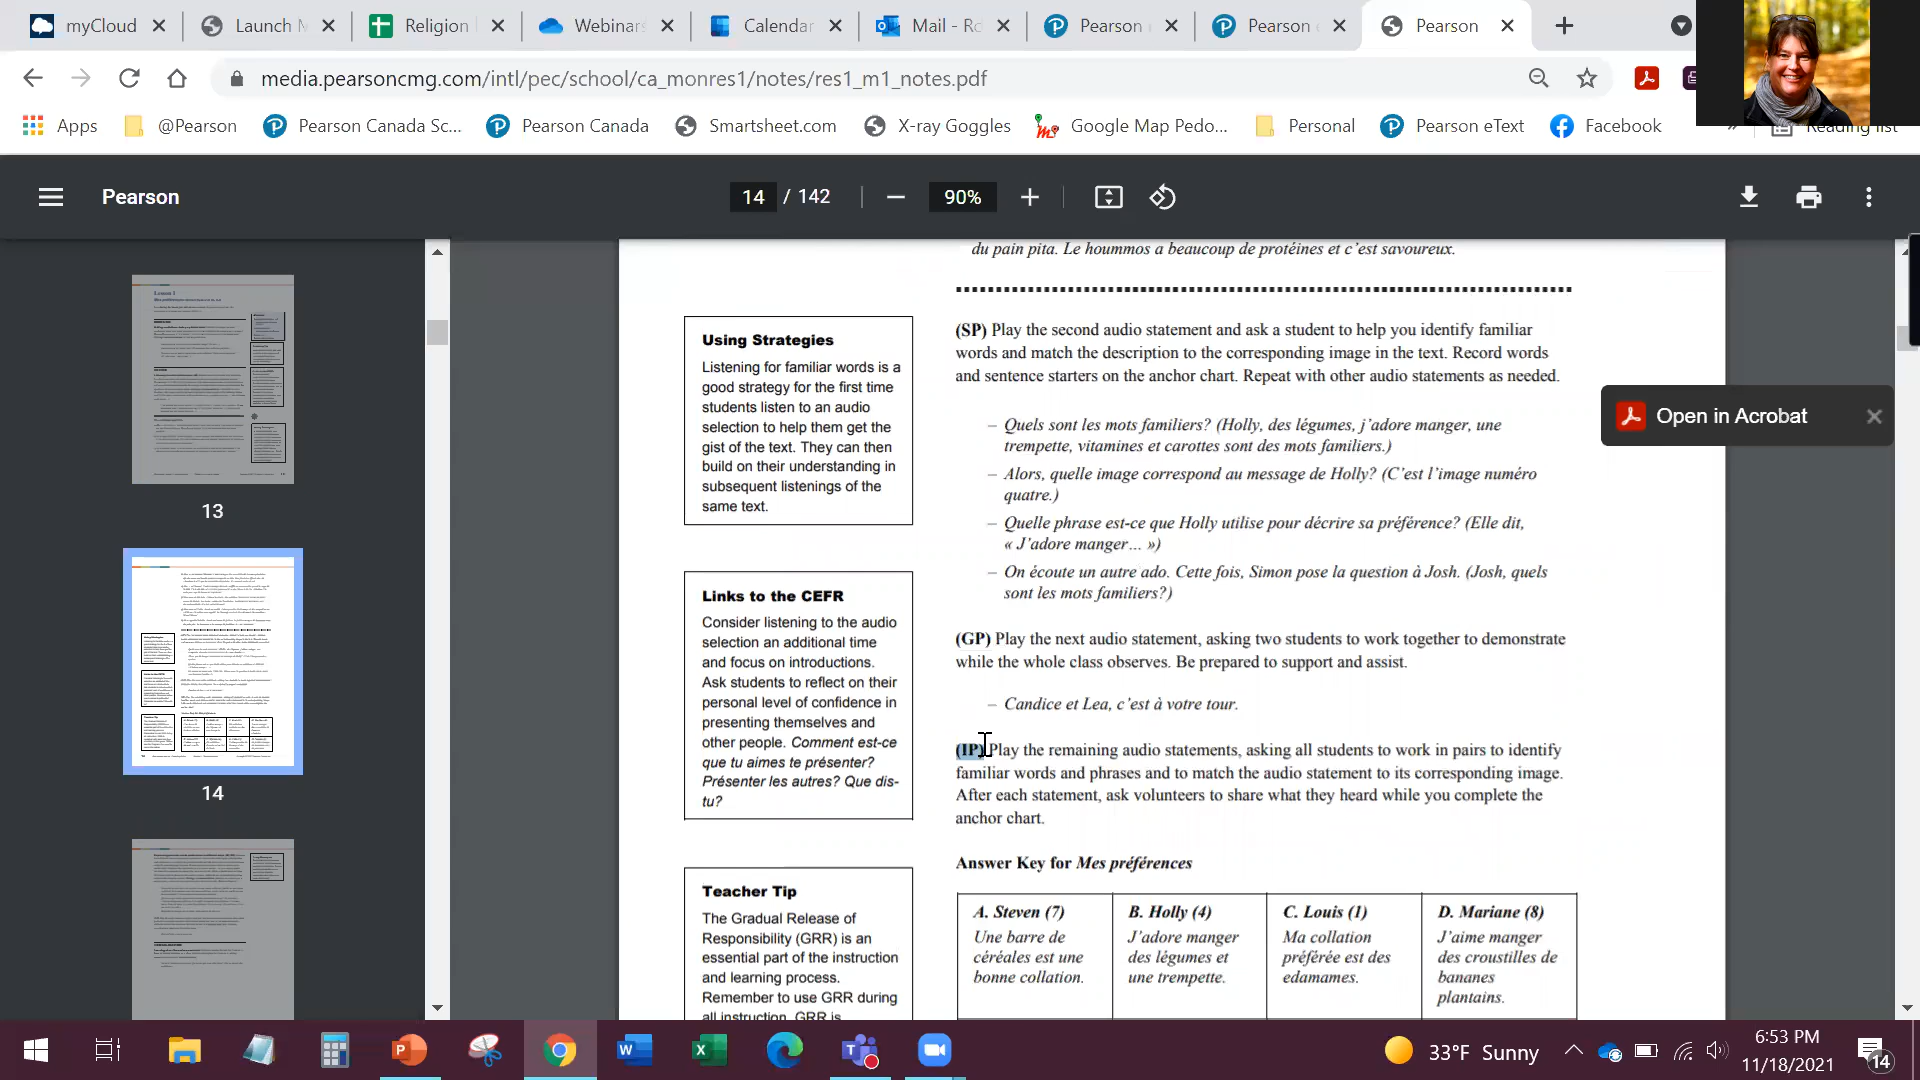 myCloud
Launch M
Religion
Webinars
Calendar
Mail - Ro
Pearson
Pearson
Pearson
media.pearsoncmg.com/intl/pec/school/ca_monres1/notes/res1_m1_notes.pdf
Apps
@Pearson
Pearson Canada Sc...
Pearson Canada
Smartsheet.com
X-ray Goggles
Google Map Pedo...
Personal
Pearson eText
Facebook
»
Reading list
Pearson
14 / 142
90%
Open in Acrobat
13
14
du pain pita. Le hoummos a beaucoup de protéines et c'est savoureux.
Using Strategies
Listening for familiar words is a
good strategy for the first time
students listen to an audio
selection to help them get the
gist of the text. They can then
build on their understanding in
subsequent listenings of the
same text.
Links to the CEFR
Consider listening to the audio
selection an additional time
and focus on introductions.
Ask students to reflect on their
personal level of confidence in
presenting themselves and
other people. Comment est-ce
que tu aimes te présenter?
Présenter les autres? Que dis-
tu?
Teacher Tip
The Gradual Release of
Responsibility (GRR) is an
essential part of the instruction
and learning process.
Remember to use GRR during
all instruction. GRR is
(SP) Play the second audio statement and ask a student to help you identify familiar
words and match the description to the corresponding image in the text. Record words
and sentence starters on the anchor chart. Repeat with other audio statements as needed.
– Quels sont les mots familiers? (Holly, des légumes, j'adore manger, une
trempette, vitamines et carottes sont des mots familiers.)
– Alors, quelle image correspond au message de Holly? (C'est l'image numéro
quatre.)
– Quelle phrase est-ce que Holly utilise pour décrire sa préférence? (Elle dit,
« J'adore manger... »)
– On écoute un autre ado. Cette fois, Simon pose la question à Josh. (Josh, quels
sont les mots familiers?)
(GP) Play the next audio statement, asking two students to work together to demonstrate
while the whole class observes. Be prepared to support and assist.
– Candice et Lea, c'est à votre tour.
(IP) Play the remaining audio statements, asking all students to work in pairs to identify
familiar words and phrases and to match the audio statement to its corresponding image.
After each statement, ask volunteers to share what they heard while you complete the
anchor chart.
Answer Key for Mes préférences
A. Steven (7)
Une barre de
céréales est une
bonne collation.
B. Holly (4)
J'adore manger
des légumes et
une trempette.
C. Louis (1)
Ma collation
préférée est des
edamames.
D. Mariane (8)
J'aime manger
des croustilles de
bananes
plantains.
33°F Sunny
6:53 PM
11/18/2021
14